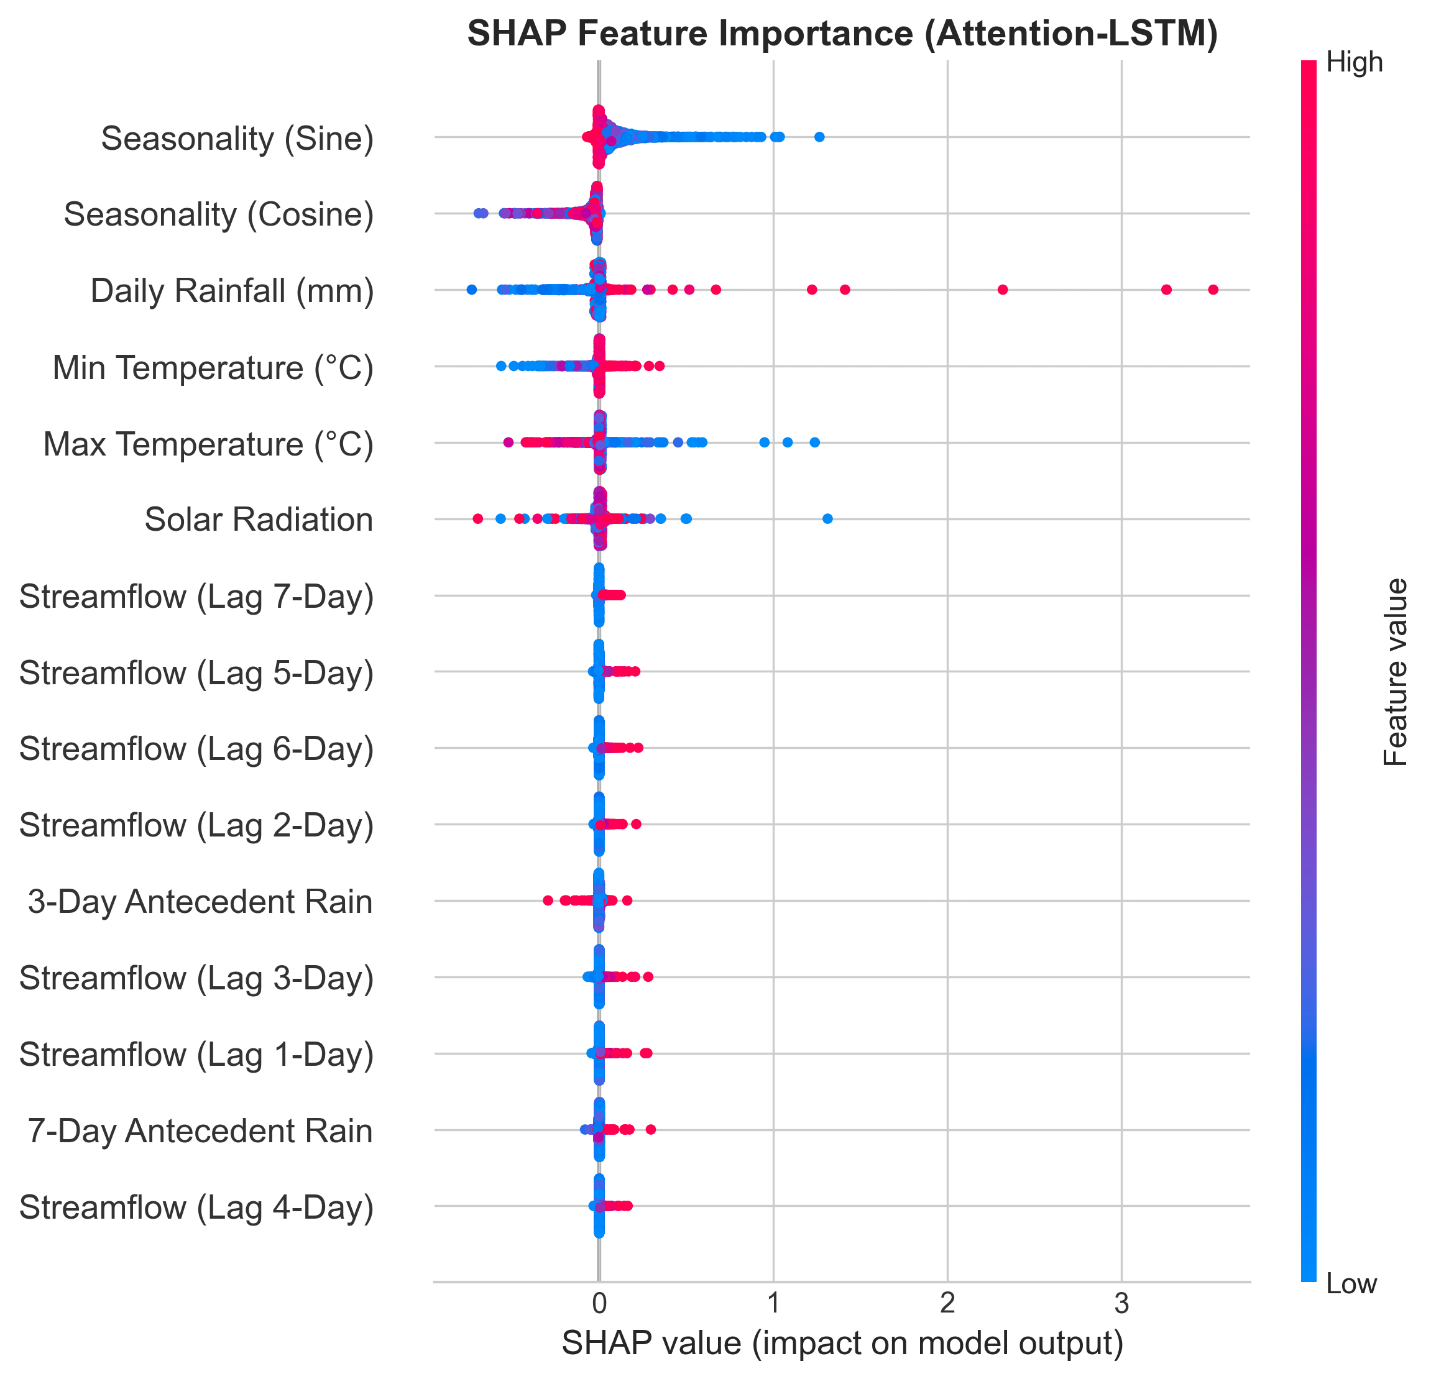 SHAP Feature Importance (Attention-LSTM)
High
Seasonality (Sine)
Seasonality (Cosine)
Daily Rainfall (mm)
Min Temperature (°C)
Max Temperature (°C)
Solar Radiation
Streamflow (Lag 7-Day)
Streamflow (Lag 5-Day)
Streamflow (Lag 6-Day)
Streamflow (Lag 2-Day)
3-Day Antecedent Rain
Streamflow (Lag 3-Day)
Streamflow (Lag 1-Day)
7-Day Antecedent Rain
Streamflow (Lag 4-Day)
Feature value
Low
0 1 2 3
SHAP value (impact on model output)